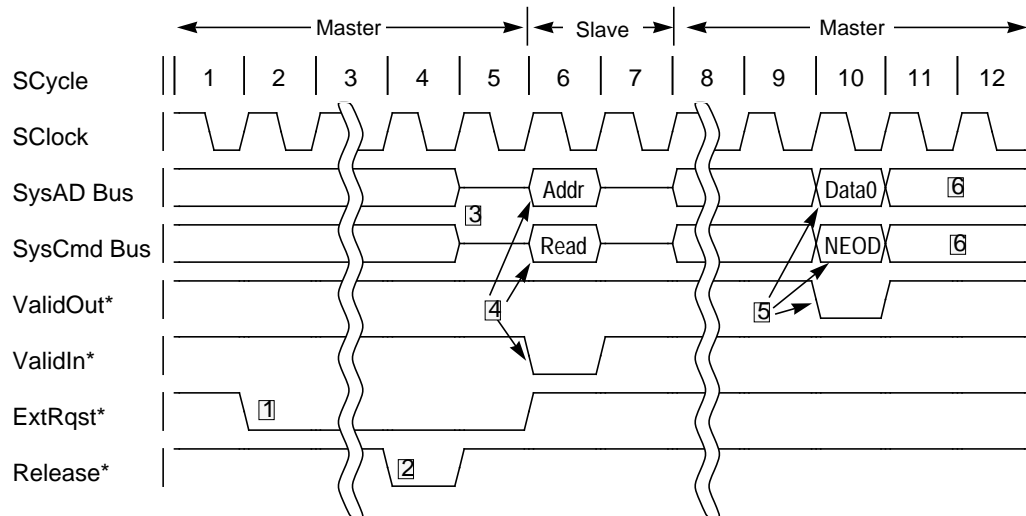 Master Slave Master
SCycle 1 2 3 4 5 6 7 8 9 10 11 12
SClock
SysAD Bus Addr Data0 6
3
SysCmd Bus Read NEOD 6
ValidOut* 4 5
ValidIn*
ExtRqst* 1
Release* 2